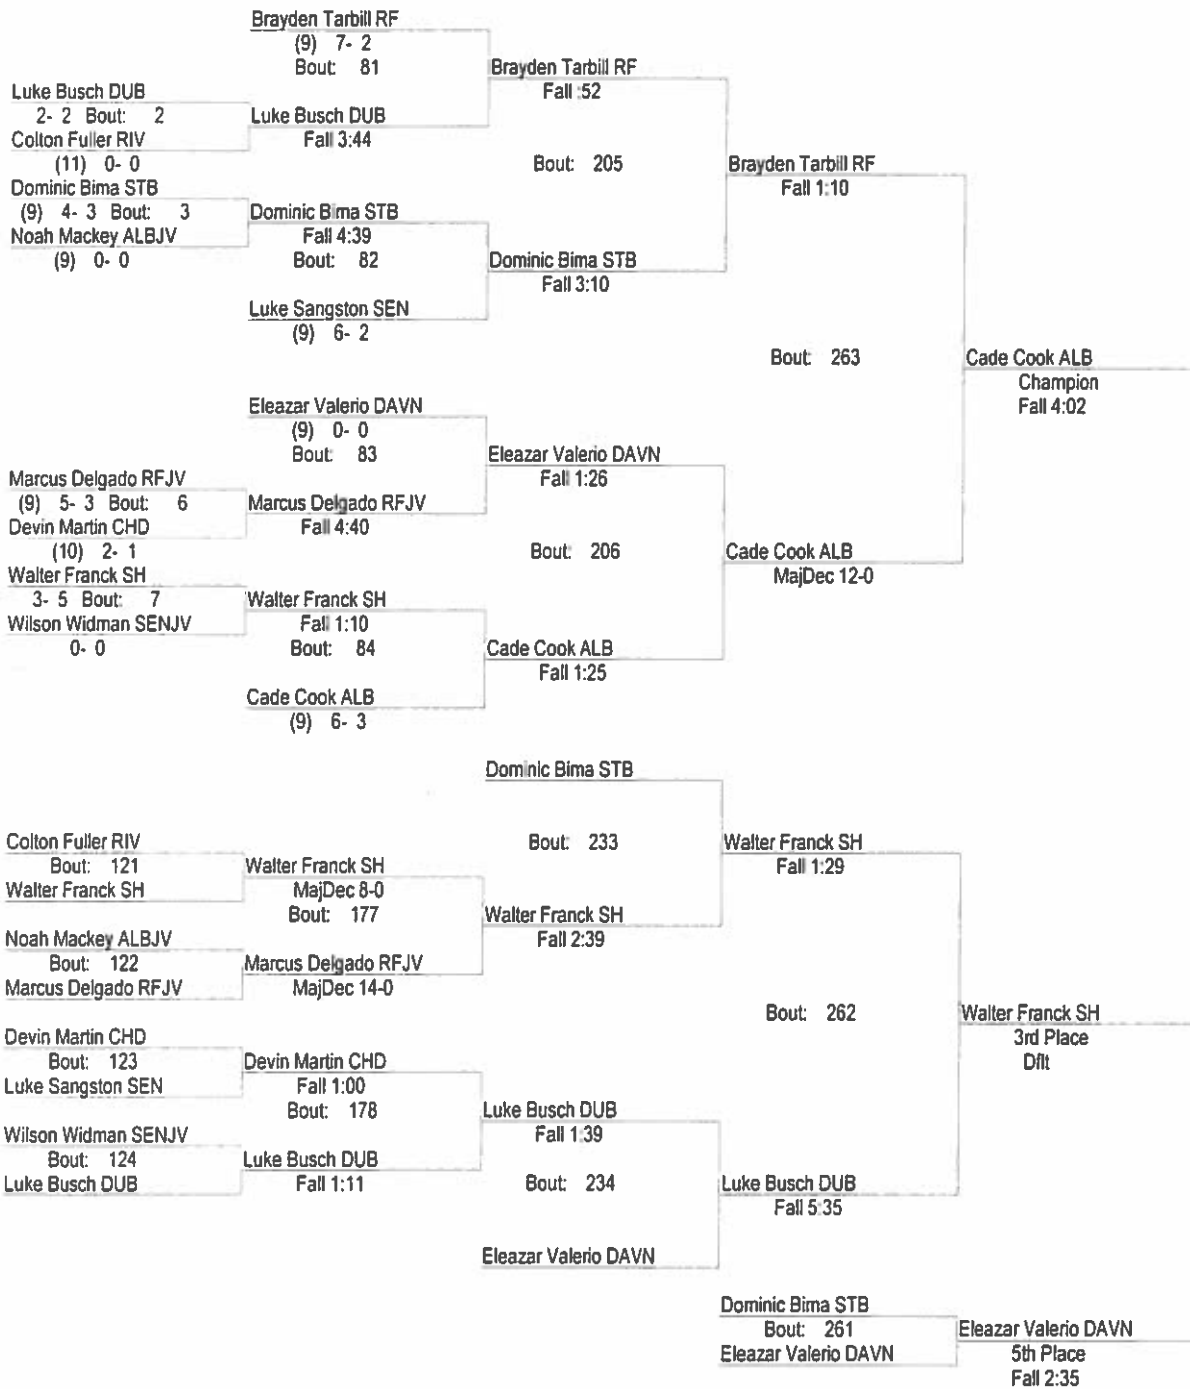 Brayden Tarbill RF
(9) 7- 2
Bout: 81
Brayden Tarbill RF
Fall :52
Luke Busch DUB
2- 2 Bout: 2
Luke Busch DUB
Colton Fuller RIV
Fall 3:44
(11) 0- 0
Bout: 205
Brayden Tarbill RF
Fall 1:10
Dominic Bima STB
(9) 4- 3 Bout: 3
Dominic Bima STB
Noah Mackey ALBJV
Fall 4:39
(9) 0- 0
Bout: 82
Dominic Bima STB
Fall 3:10
Luke Sangston SEN
(9) 6- 2
Bout: 263
Cade Cook ALB
Champion
Fall 4:02
Eleazar Valerio DAVN
(9) 0- 0
Bout: 83
Eleazar Valerio DAVN
Fall 1:26
Marcus Delgado RFJV
(9) 5- 3 Bout: 6
Marcus Delgado RFJV
Devin Martin CHD
Fall 4:40
(10) 2- 1
Bout: 206
Cade Cook ALB
MajDec 12-0
Walter Franck SH
3- 5 Bout: 7
Walter Franck SH
Wilson Widman SENJV
Fall 1:10
0- 0
Bout: 84
Cade Cook ALB
Fall 1:25
Cade Cook ALB
(9) 6- 3
Dominic Bima STB
Bout: 233
Walter Franck SH
Fall 1:29
Colton Fuller RIV
Bout: 121
Walter Franck SH
Walter Franck SH
MajDec 8-0
Bout: 177
Walter Franck SH
Fall 2:39
Noah Mackey ALBJV
Bout: 122
Marcus Delgado RFJV
Marcus Delgado RFJV
MajDec 14-0
Bout: 262
Walter Franck SH
3rd Place
Dflt
Devin Martin CHD
Bout: 123
Devin Martin CHD
Luke Sangston SEN
Fall 1:00
Bout: 178
Luke Busch DUB
Fall 1:39
Wilson Widman SENJV
Bout: 124
Luke Busch DUB
Luke Busch DUB
Fall 1:11
Bout: 234
Luke Busch DUB
Fall 5:35
Eleazar Valerio DAVN
Dominic Bima STB
Bout: 261
Eleazar Valerio DAVN
Eleazar Valerio DAVN
5th Place
Fall 2:35